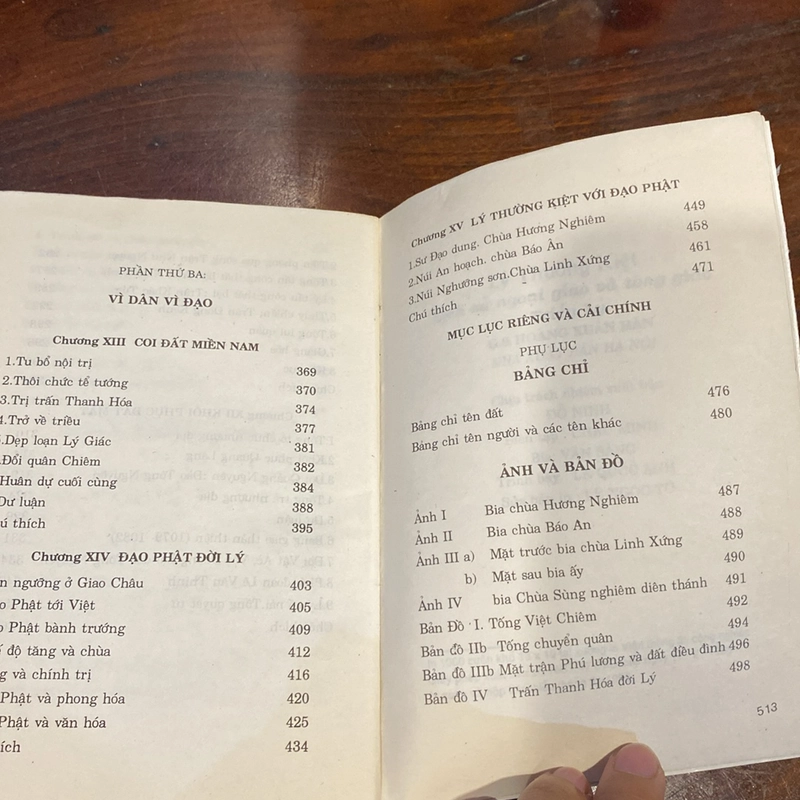 PHẦN THỨ BA:
VÌ DÂN VÌ ĐẠO
Chương XIII COI ĐẤT MIỀN NAM
1.Tu bổ nội trị 369
2.Thôi chức tể tướng 370
3.Trị trấn Thanh Hóa 374
4.Trở về triều 377
.Dẹp loạn Lý Giác 381
.Đổi quân Chiêm 382
Huân dự cuối cùng 384
Dư luận 388
ú thích 395
Chương XIV ĐẠO PHẬT ĐỜI LÝ
n ngưỡng ở Giao Châu 403
o Phật tới Việt 405
o Phật bành trướng 409
ế độ tăng và chùa 412
g và chính trị 416
Phật và phong hóa 420
Phật và văn hóa 425
ích 434
Chương XV LÝ THƯỜNG KIỆT VỚI ĐẠO PHẬT
1.Sư Đạo dung. Chùa Hương Nghiêm 449
2.Núi An hoạch. chùa Báo Ân 458
3.Núi Ngưỡng sơn.Chùa Linh Xứng 461
Chú thích 471
MỤC LỤC RIÊNG VÀ CẢI CHÍNH
PHỤ LỤC
BẢNG CHỈ
Bảng chỉ tên đất 476
Bảng chỉ tên người và các tên khác 480
ẢNH VÀ BẢN ĐỒ
Ảnh I Bia chùa Hương Nghiêm 487
Ảnh II Bia chùa Báo An 488
Ảnh III a) Mặt trước bia chùa Linh Xứng 489
b) Mặt sau bia ấy 490
Ảnh IV bia Chùa Sùng nghiêm diên thánh 491
Bản Đồ I. Tống Việt Chiêm 492
Bản đồ IIb Tống chuyển quân 494
Bản đồ IIIb Mặt trận Phú lương và đất điều đình 496
Bản đồ IV Trấn Thanh Hóa đời Lý 498
513